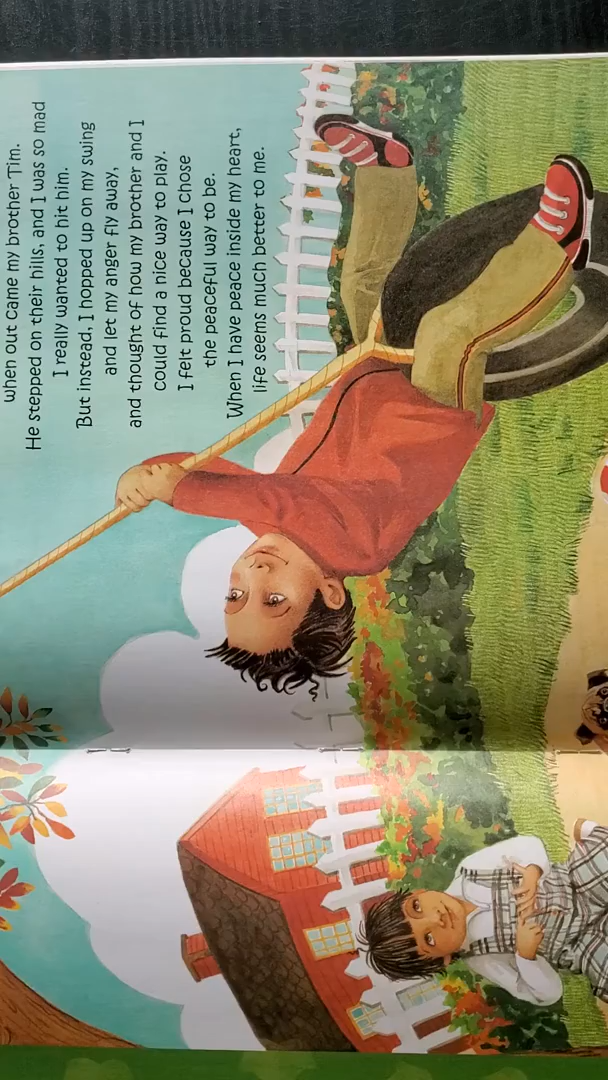 when out came my brother Tim.
He stepped on their hills, and I was so mad
I really wanted to hit him.
But instead, I hopped up on my swing
and let my anger fly away,
and thought of how my brother and I
could find a nice way to play.
I felt proud because I chose
the peaceful way to be.
When I have peace inside my heart,
life seems much better to me.